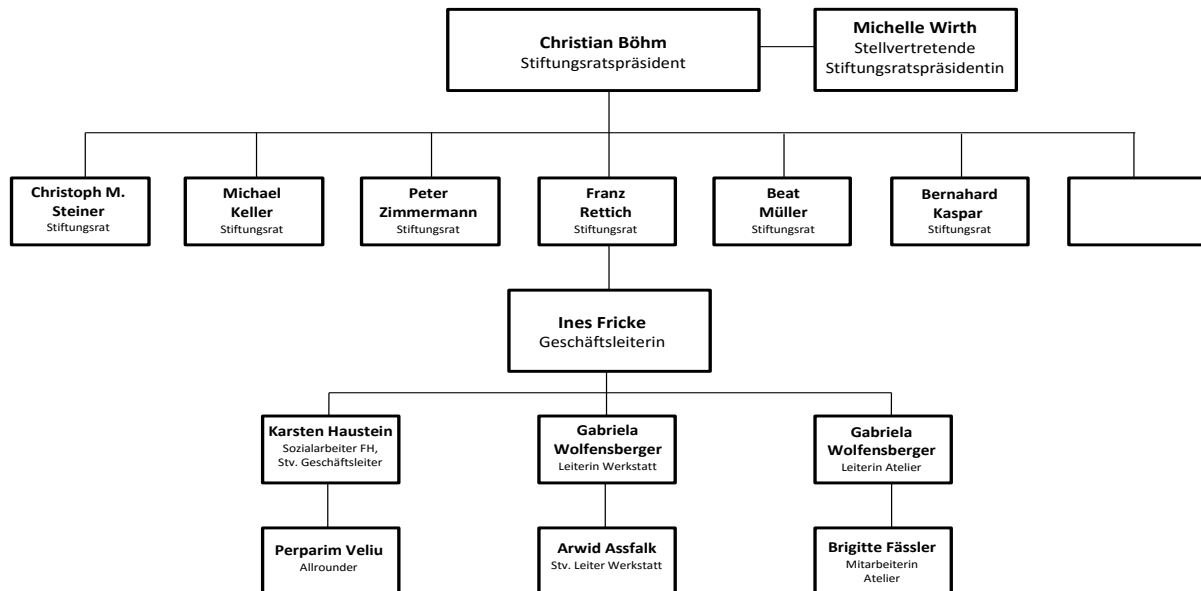 Christian Böhm
Stiftungsratspräsident
Michelle Wirth
Stellvertretende
Stiftungsratspräsidentin
Christoph M.
Steiner
Stiftungsrat
Michael
Keller
Stiftungsrat
Peter
Zimmermann
Stiftungsrat
Franz
Rettich
Stiftungsrat
Beat
Müller
Stiftungsrat
Bernahard
Kaspar
Stiftungsrat
Ines Fricke
Geschäftsleiterin
Karsten Haustein
Sozialarbeiter FH,
Stv. Geschäftsleiter
Gabriela
Wolfensberger
Leiterin Werkstatt
Gabriela
Wolfensberger
Leiterin Atelier
Perparim Veliu
Allrounder
Arwid Assfalk
Stv. Leiter Werkstatt
Brigitte Fässler
Mitarbeiterin
Atelier